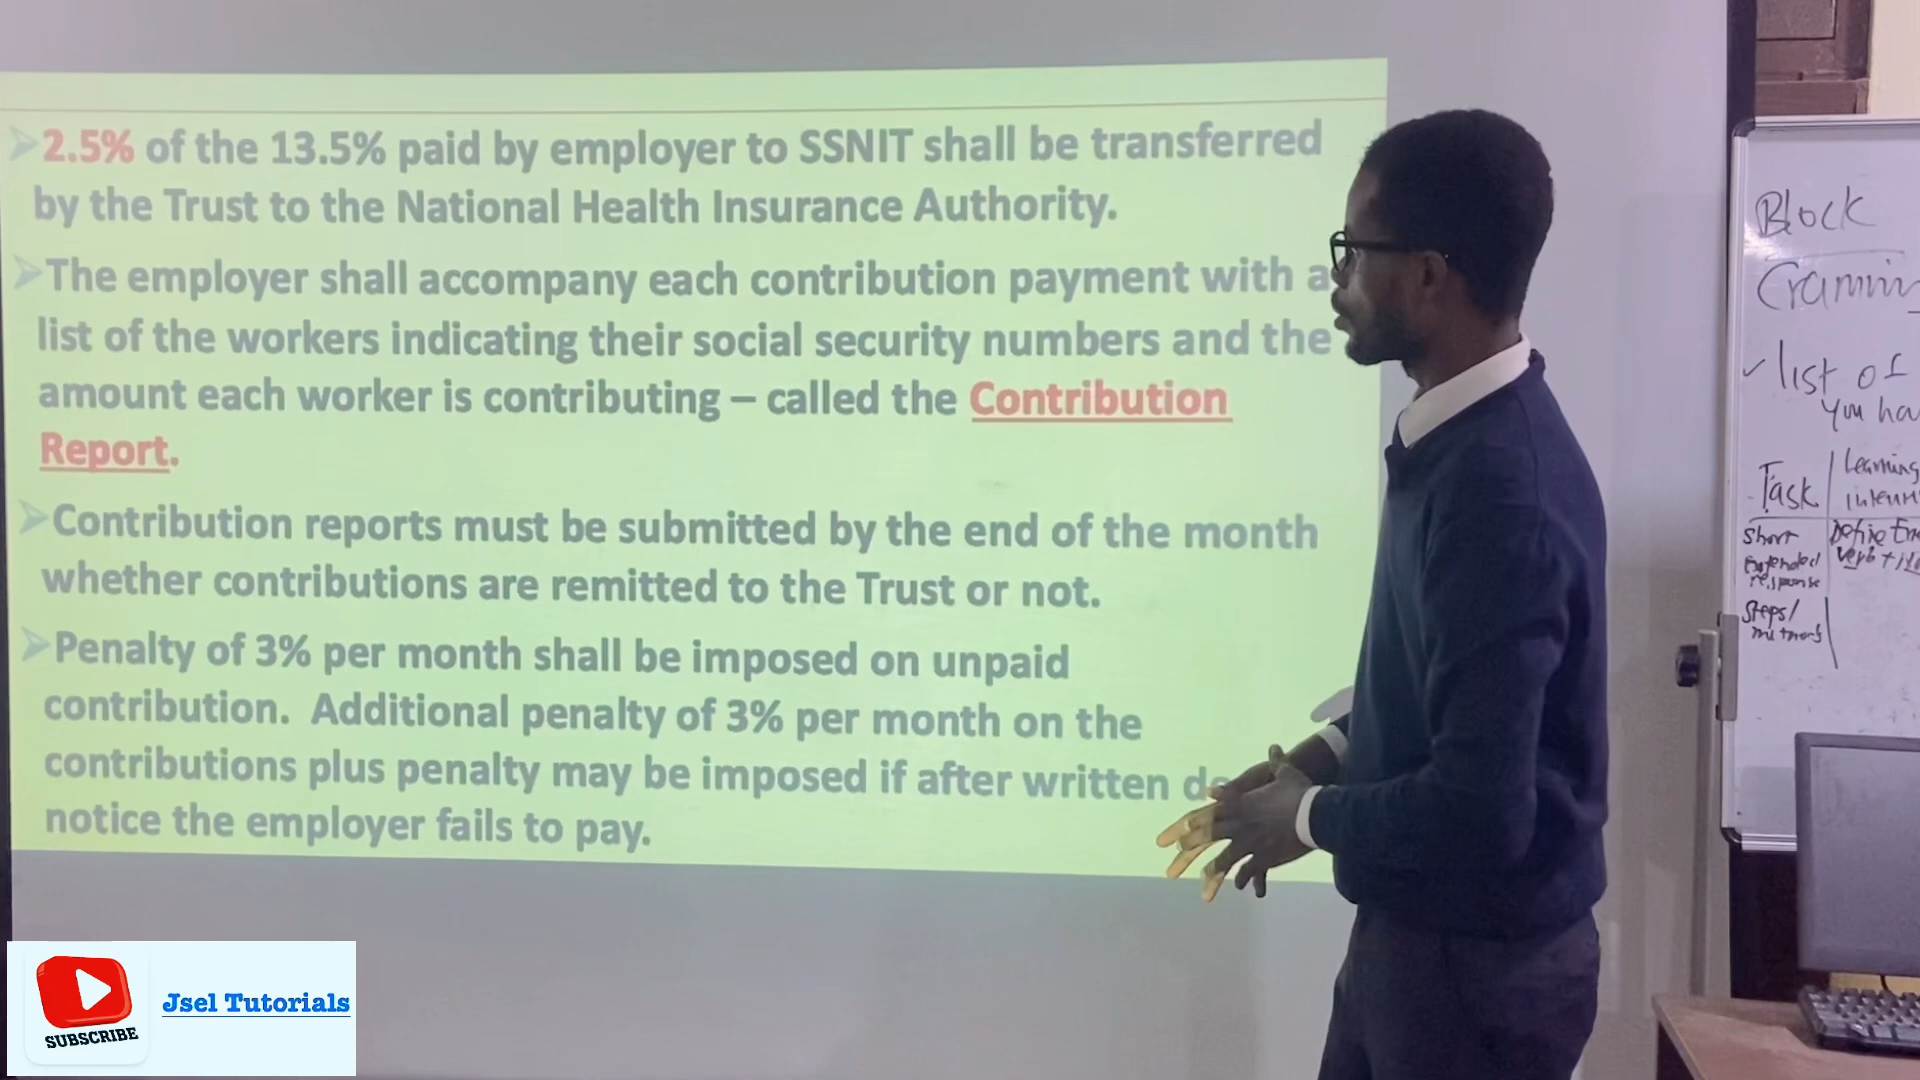 2.5% of the 13.5% paid by employer to SSNIT shall be transferred
by the Trust to the National Health Insurance Authority.
The employer shall accompany each contribution payment with a
list of the workers indicating their social security numbers and the
amount each worker is contributing – called the Contribution
Report.
Contribution reports must be submitted by the end of the month
whether contributions are remitted to the Trust or not.
Penalty of 3% per month shall be imposed on unpaid
contribution. Additional penalty of 3% per month on the
contributions plus penalty may be imposed if after written
notice the employer fails to pay.
Block
list of
you
Task
Learning
Short
Define
Extended
verb +
response
Steps/
SUBSCRIBE
Jsel Tutorials